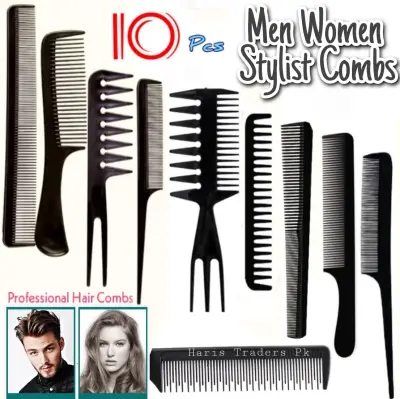 10 Pcs
Men Women
Stylist Combs
Professional Hair Combs
Haris Traders Pk